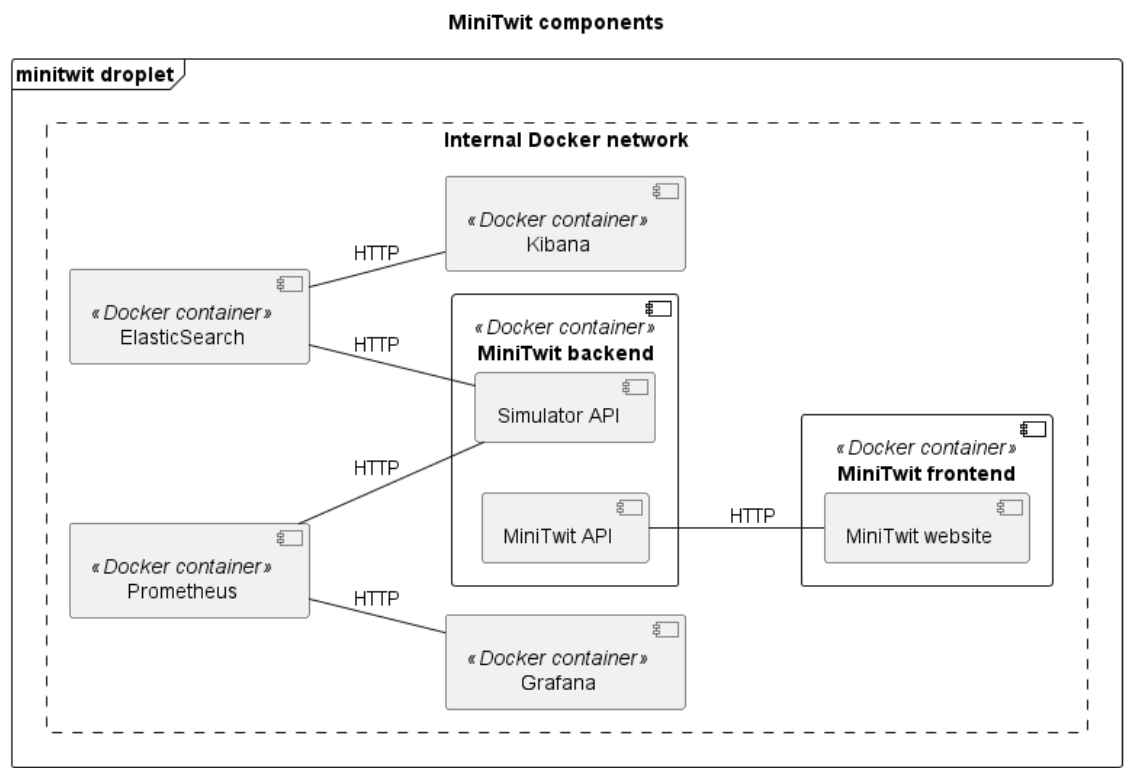 MiniTwit components
minitwit droplet
Internal Docker network
«Docker container»
Kibana
HTTP
«Docker container»
ElasticSearch
HTTP
«Docker container»
MiniTwit backend
Simulator API
HTTP
MiniTwit API
HTTP
«Docker container»
MiniTwit frontend
MiniTwit website
«Docker container»
Prometheus
HTTP
«Docker container»
Grafana